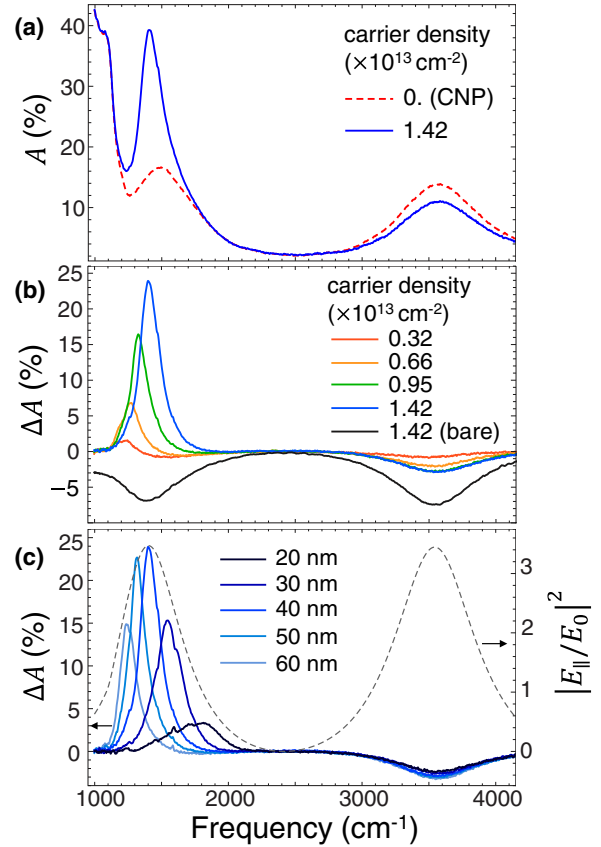 (a)
carrier density
(×10¹³ cm⁻²)
0. (CNP)
1.42
A (%)
40
30
20
10
(b)
carrier density
(×10¹³ cm⁻²)
0.32
0.66
0.95
1.42
1.42 (bare)
ΔA (%)
25
20
15
10
5
0
−5
(c)
20 nm
30 nm
40 nm
50 nm
60 nm
ΔA (%)
25
20
15
10
5
0
3
2
1
0
|E∥/E₀|²
1000 2000 3000 4000
Frequency (cm⁻¹)